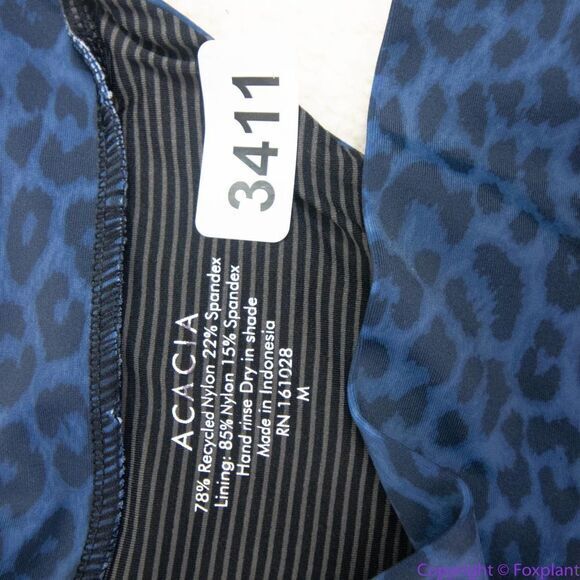 3411
ACACIA
78% Recycled Nylon 22% Spandex
Lining: 85% Nylon 15% Spandex
Hand rinse Dry in shade
Made in Indonesia
RN 161028
M
Copyright © Foxplant